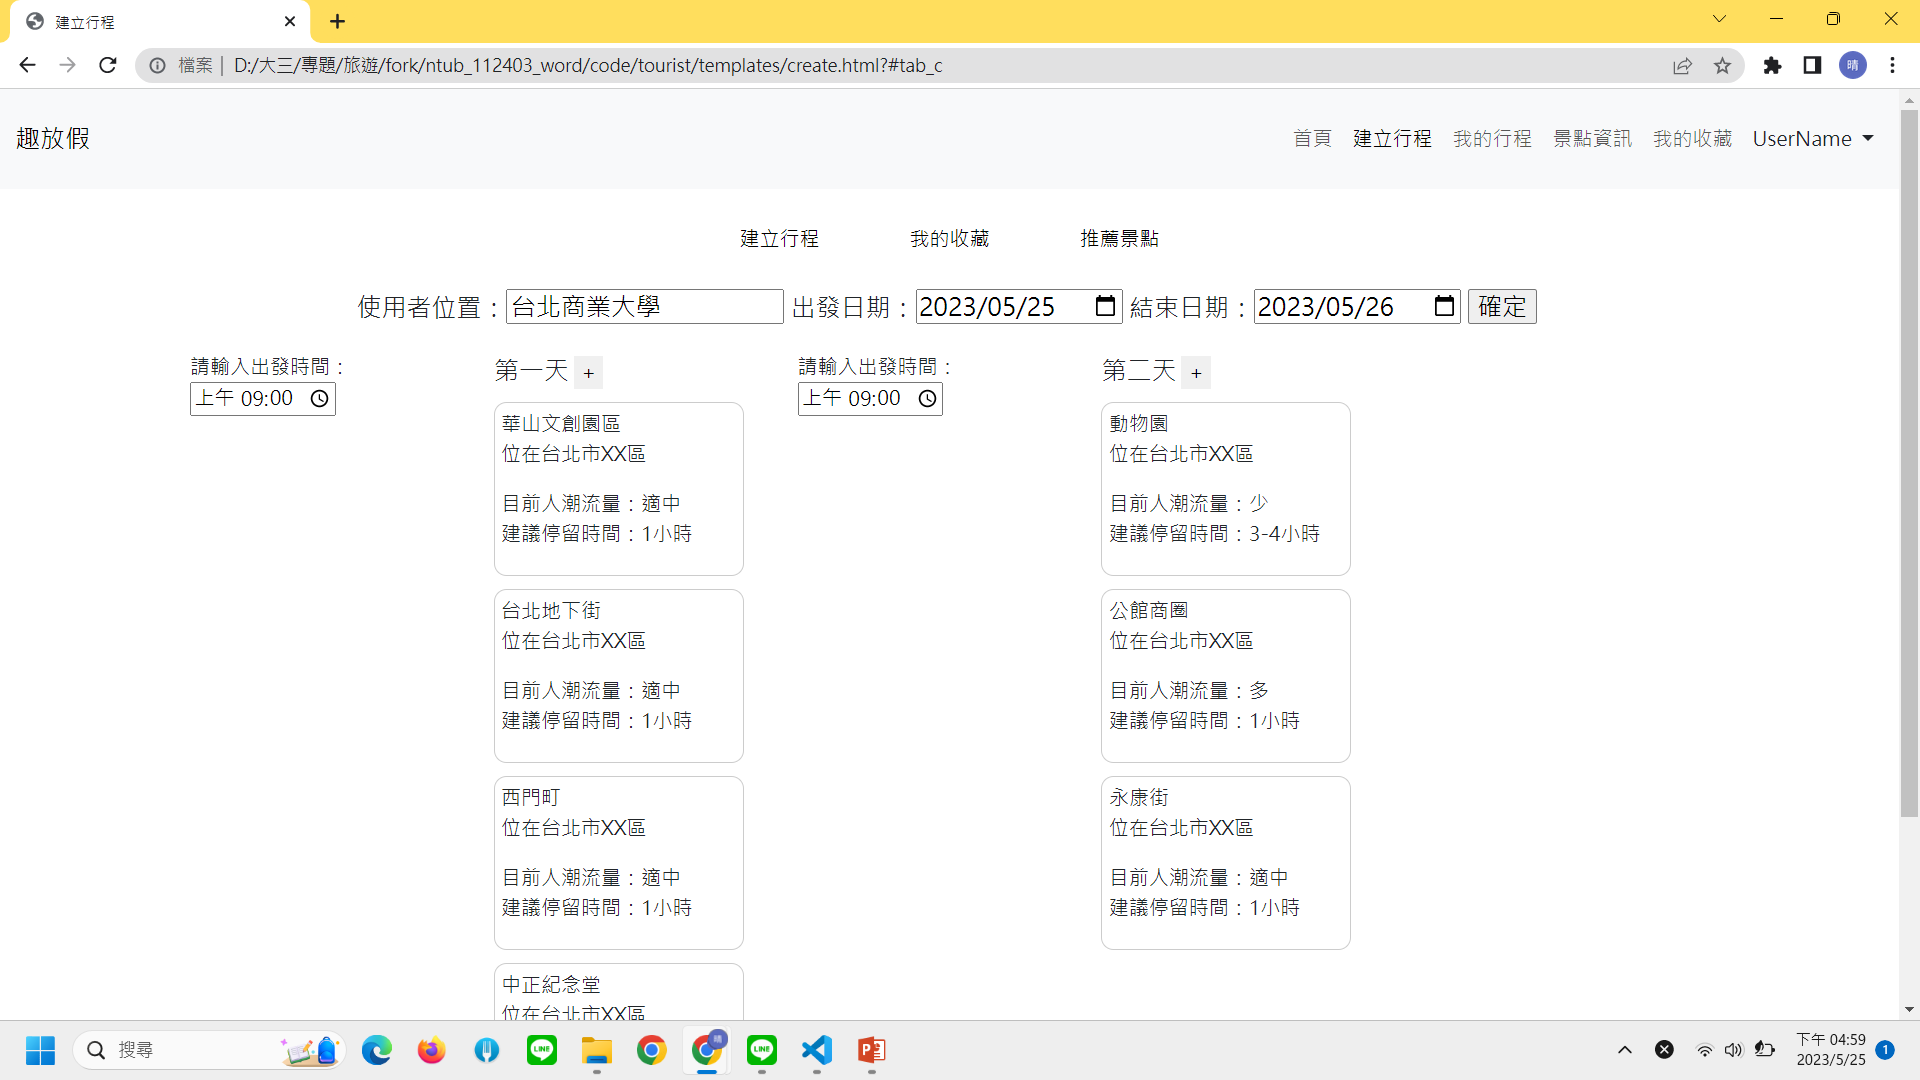 建立行程
檔案 | D:/大三/專題/旅遊/fork/ntub_112403_word/code/tourist/templates/create.html?#tab_c
晴
趣放假
首頁 建立行程 我的行程 景點資訊 我的收藏 UserName
建立行程 我的收藏 推薦景點
使用者位置：台北商業大學 出發日期：2023/05/25 結束日期：2023/05/26 確定
請輸入出發時間：
上午 09:00
第一天 +
華山文創園區
位在台北市XX區
目前人潮流量：適中
建議停留時間：1小時
台北地下街
位在台北市XX區
目前人潮流量：適中
建議停留時間：1小時
西門町
位在台北市XX區
目前人潮流量：適中
建議停留時間：1小時
中正紀念堂
位在台北市XX區
請輸入出發時間：
上午 09:00
第二天 +
動物園
位在台北市XX區
目前人潮流量：少
建議停留時間：3-4小時
公館商圈
位在台北市XX區
目前人潮流量：多
建議停留時間：1小時
永康街
位在台北市XX區
目前人潮流量：適中
建議停留時間：1小時
搜尋
LINE
晴
LINE
下午 04:59
2023/5/25
1